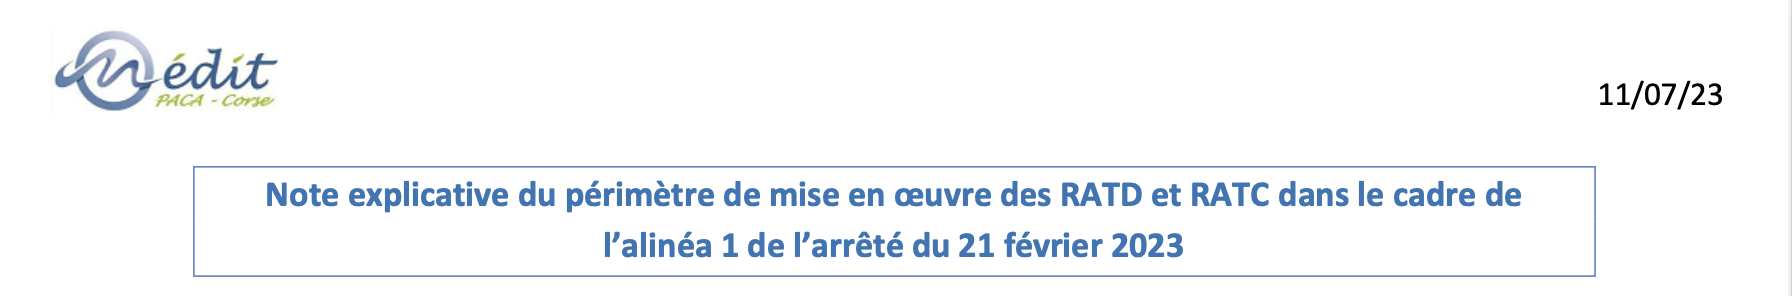 Médit
PACA - Corse
11/07/23
Note explicative du périmètre de mise en œuvre des RATD et RATC dans le cadre de
l’alinéa 1 de l’arrêté du 21 février 2023